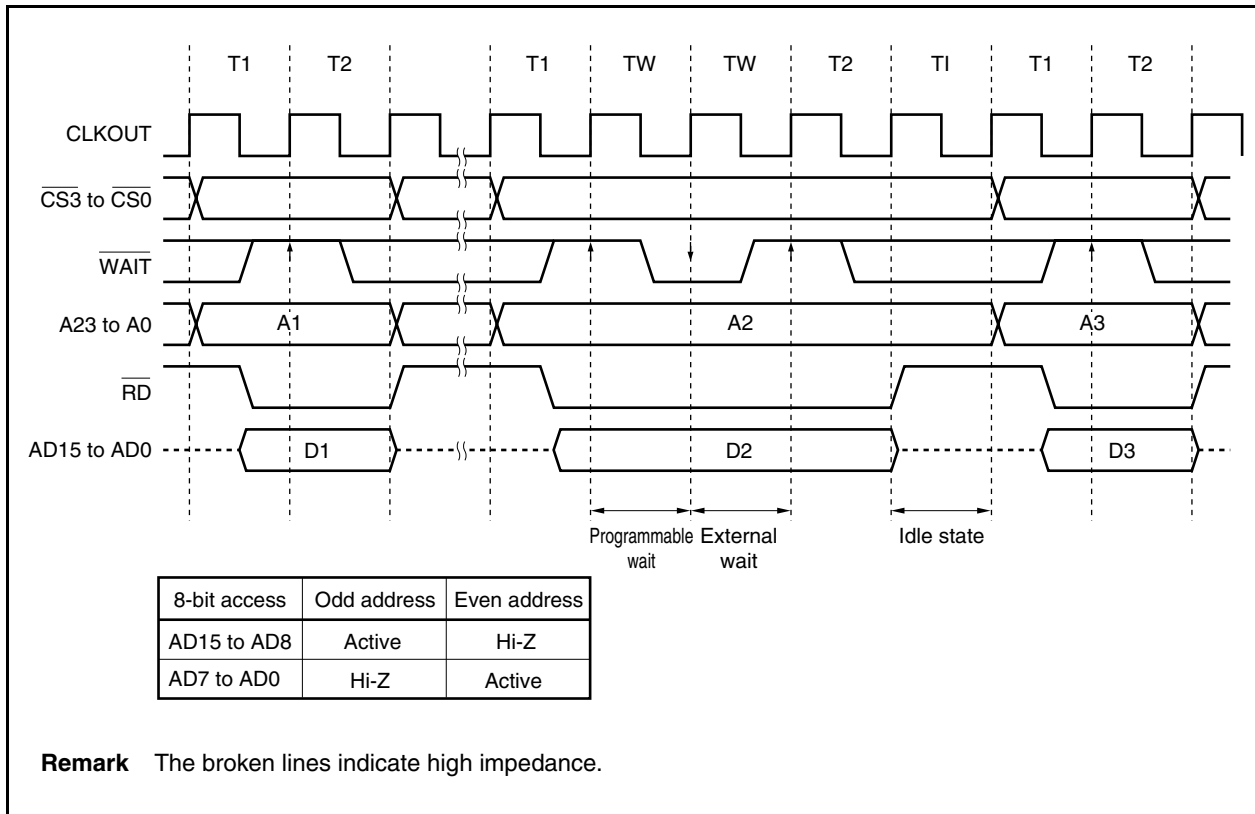 T1 T2 T1 TW TW T2 TI T1 T2
CLKOUT
CS3 to CS0
WAIT
A23 to A0 A1 A2 A3
RD
AD15 to AD0 D1 D2 D3
Programmable wait
External wait
Idle state
8-bit access Odd address Even address
AD15 to AD8 Active Hi-Z
AD7 to AD0 Hi-Z Active
Remark The broken lines indicate high impedance.